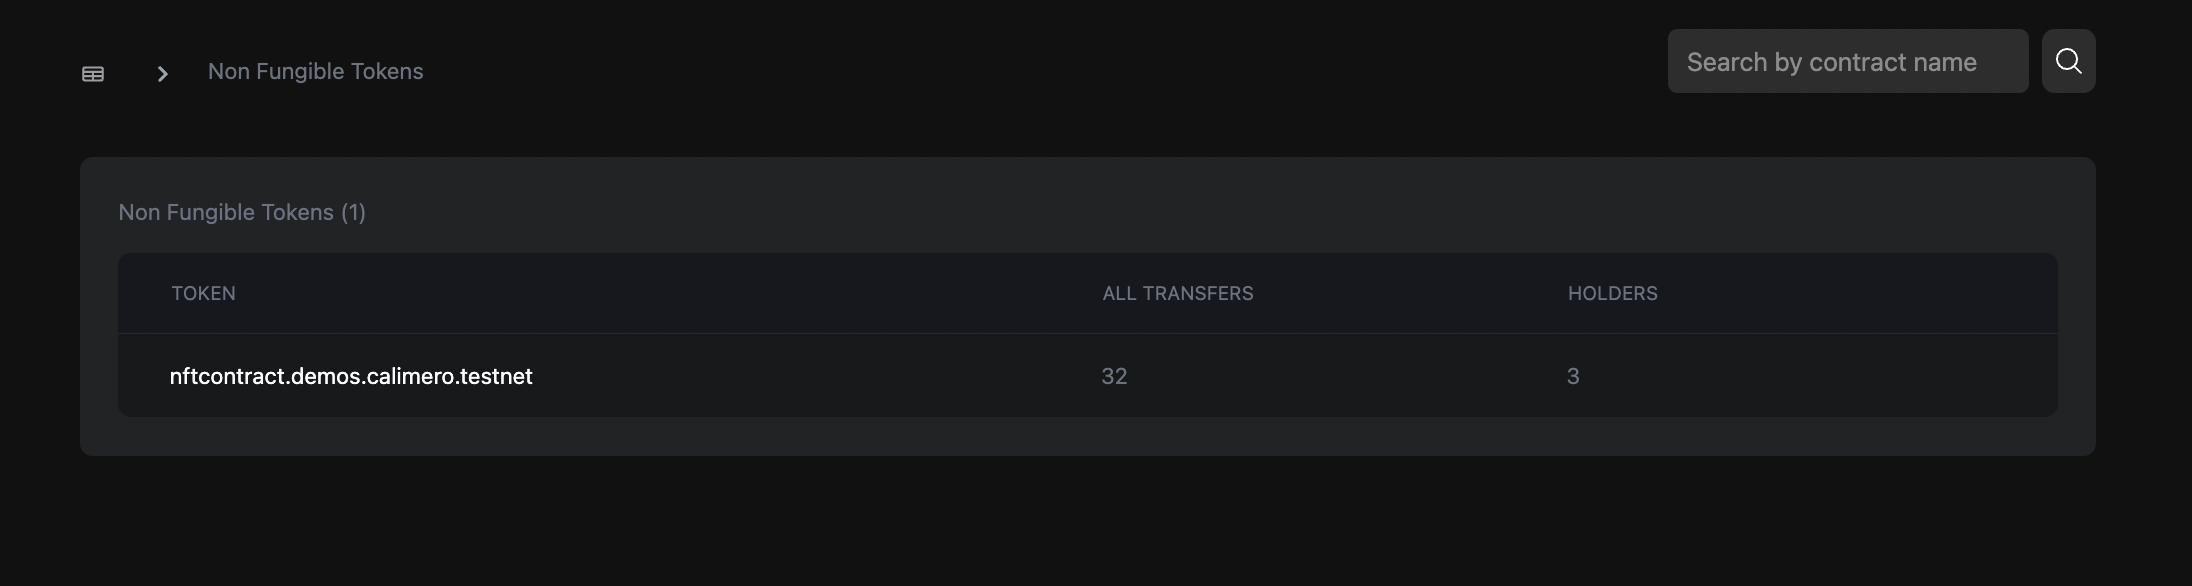 Non Fungible Tokens
Search by contract name
Non Fungible Tokens (1)
TOKEN ALL TRANSFERS HOLDERS
nftcontract.demos.calimero.testnet 32 3